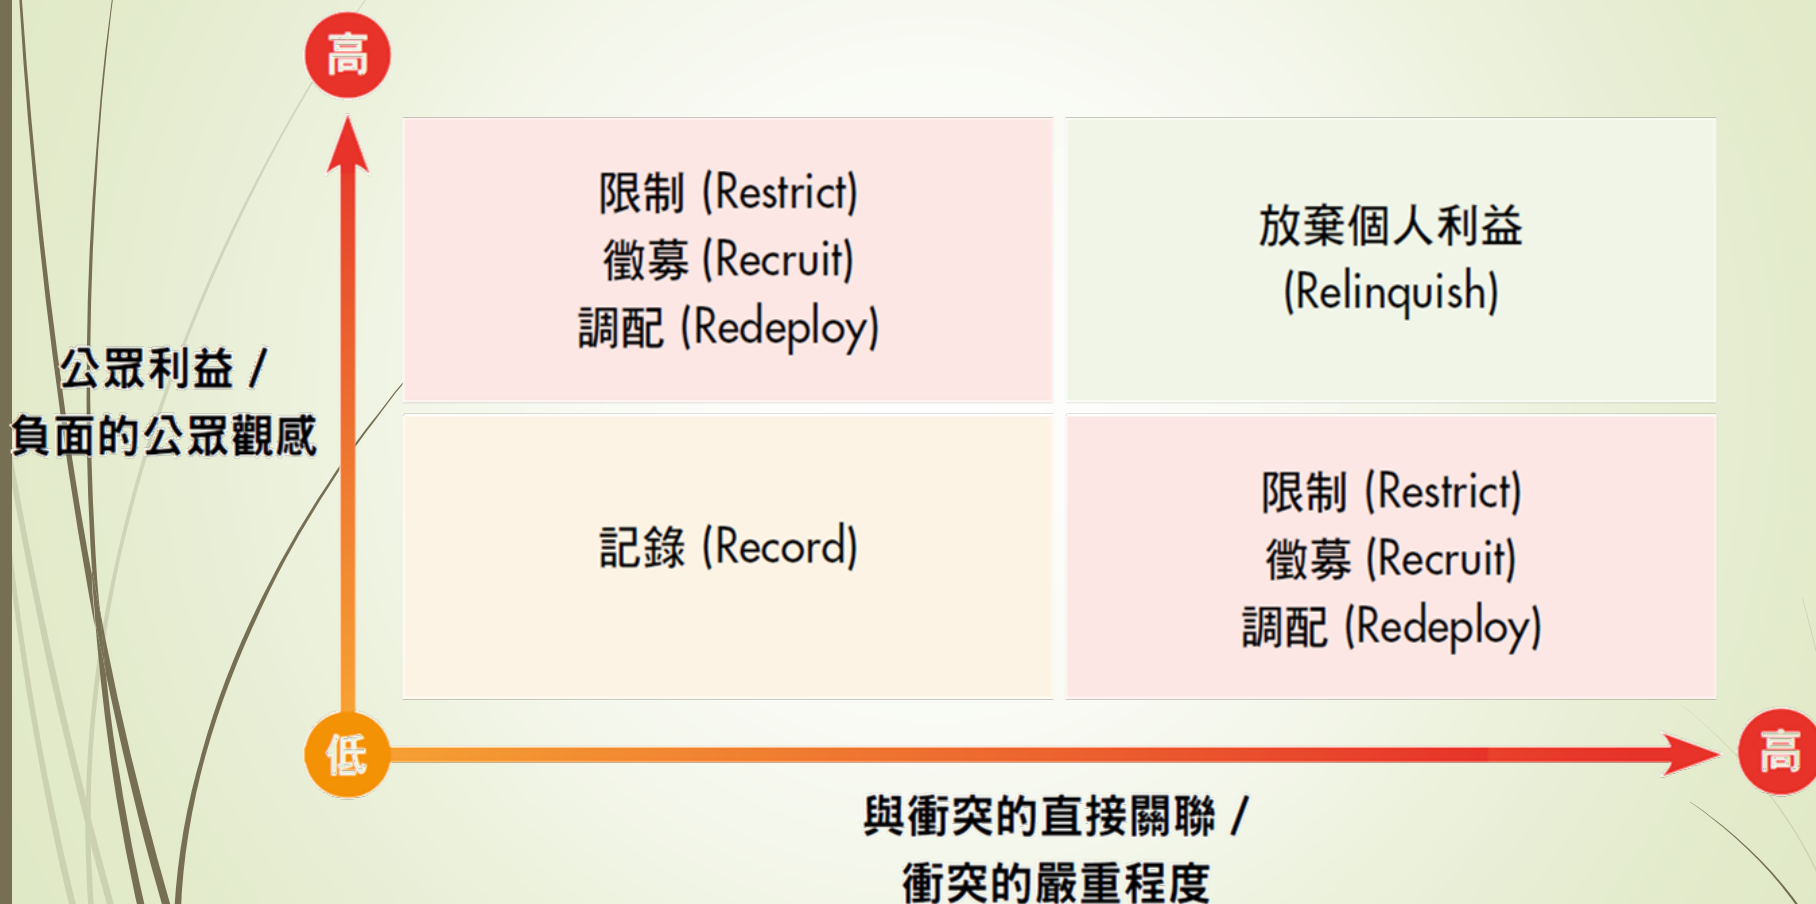 高
限制 (Restrict)
徵募 (Recruit)
調配 (Redeploy)
放棄個人利益
(Relinquish)
公眾利益 /
負面的公眾觀感
記錄 (Record)
限制 (Restrict)
徵募 (Recruit)
調配 (Redeploy)
低
高
與衝突的直接關聯 /
衝突的嚴重程度